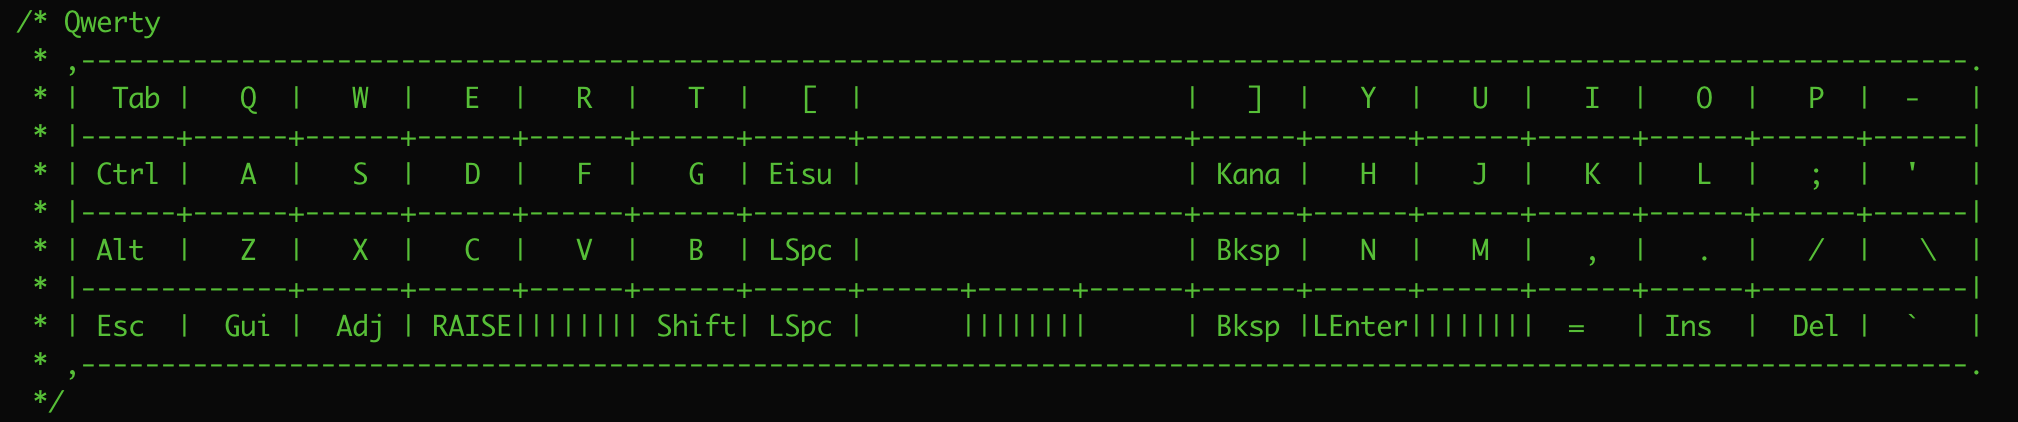 /* Qwerty
 * ,----------------------------------------------------------------------------------------------------------------------.
 * |  Tab |   Q  |   W  |   E  |   R  |   T  |   [  |                    |   ]  |   Y  |   U  |   I  |   O  |   P  |  -   |
 * |------+------+------+------+------+------+------+--------------------+------+------+------+------+------+------+------|
 * | Ctrl |   A  |   S  |   D  |   F  |   G  | Eisu |                    | Kana |   H  |   J  |   K  |   L  |   ;  |  '   |
 * |------+------+------+------+------+------+---------------------------+------+------+------+------+------+------+------|
 * | Alt  |   Z  |   X  |   C  |   V  |   B  | LSpc |                    | Bksp |   N  |   M  |   ,  |   .  |   /  |   \  |
 * |-------------+------+------+------+------+------+------+------+------+------+------+------+------+------+-------------|
 * | Esc  |  Gui |  Adj | RAISE|||||||| Shift| LSpc |      ||||||||      | Bksp |LEnter||||||||  =   | Ins  |  Del |  `   |
 * ,----------------------------------------------------------------------------------------------------------------------.
 */